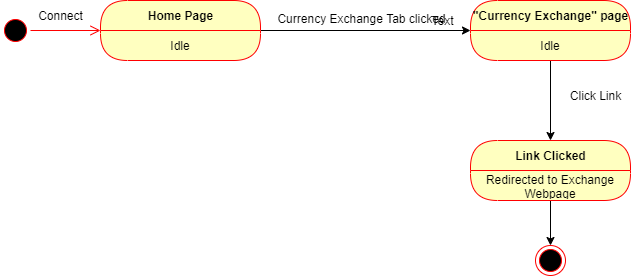 Connect
Home Page
Idle
Currency Exchange Tab clicked
Text
"Currency Exchange" page
Idle
Click Link
Link Clicked
Redirected to Exchange
Webpage